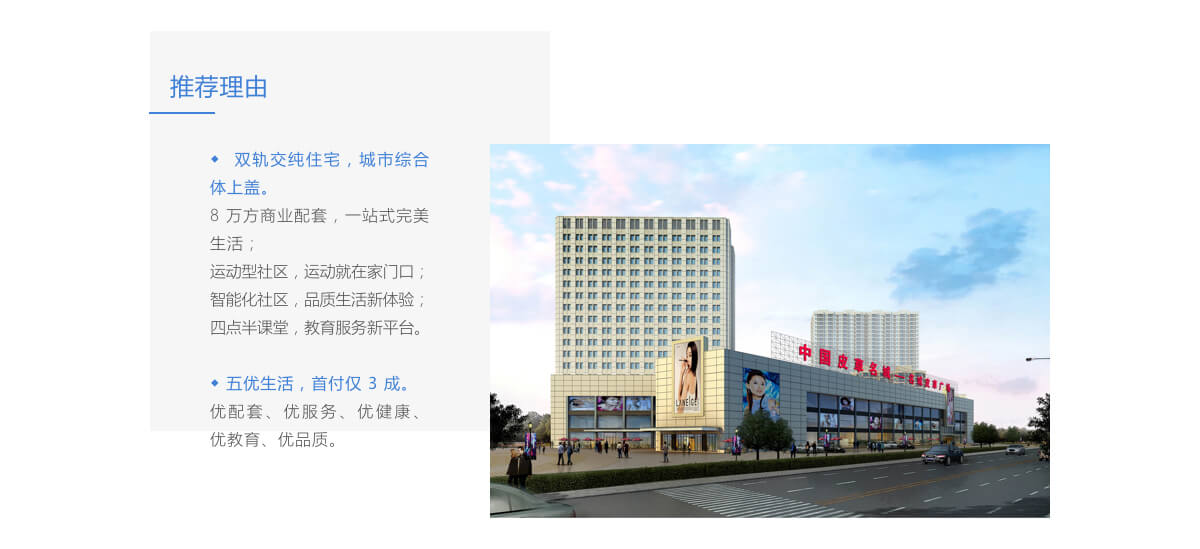 推荐理由
◆ 双轨交纯住宅，城市综合
体上盖。
8 万方商业配套，一站式完美
生活；
运动型社区，运动就在家门口；
智能化社区，品质生活新体验；
四点半课堂，教育服务新平台。
◆ 五优生活，首付仅 3 成。
优配套、优服务、优健康、
优教育、优品质。
中国皮革名城
LANEIGE